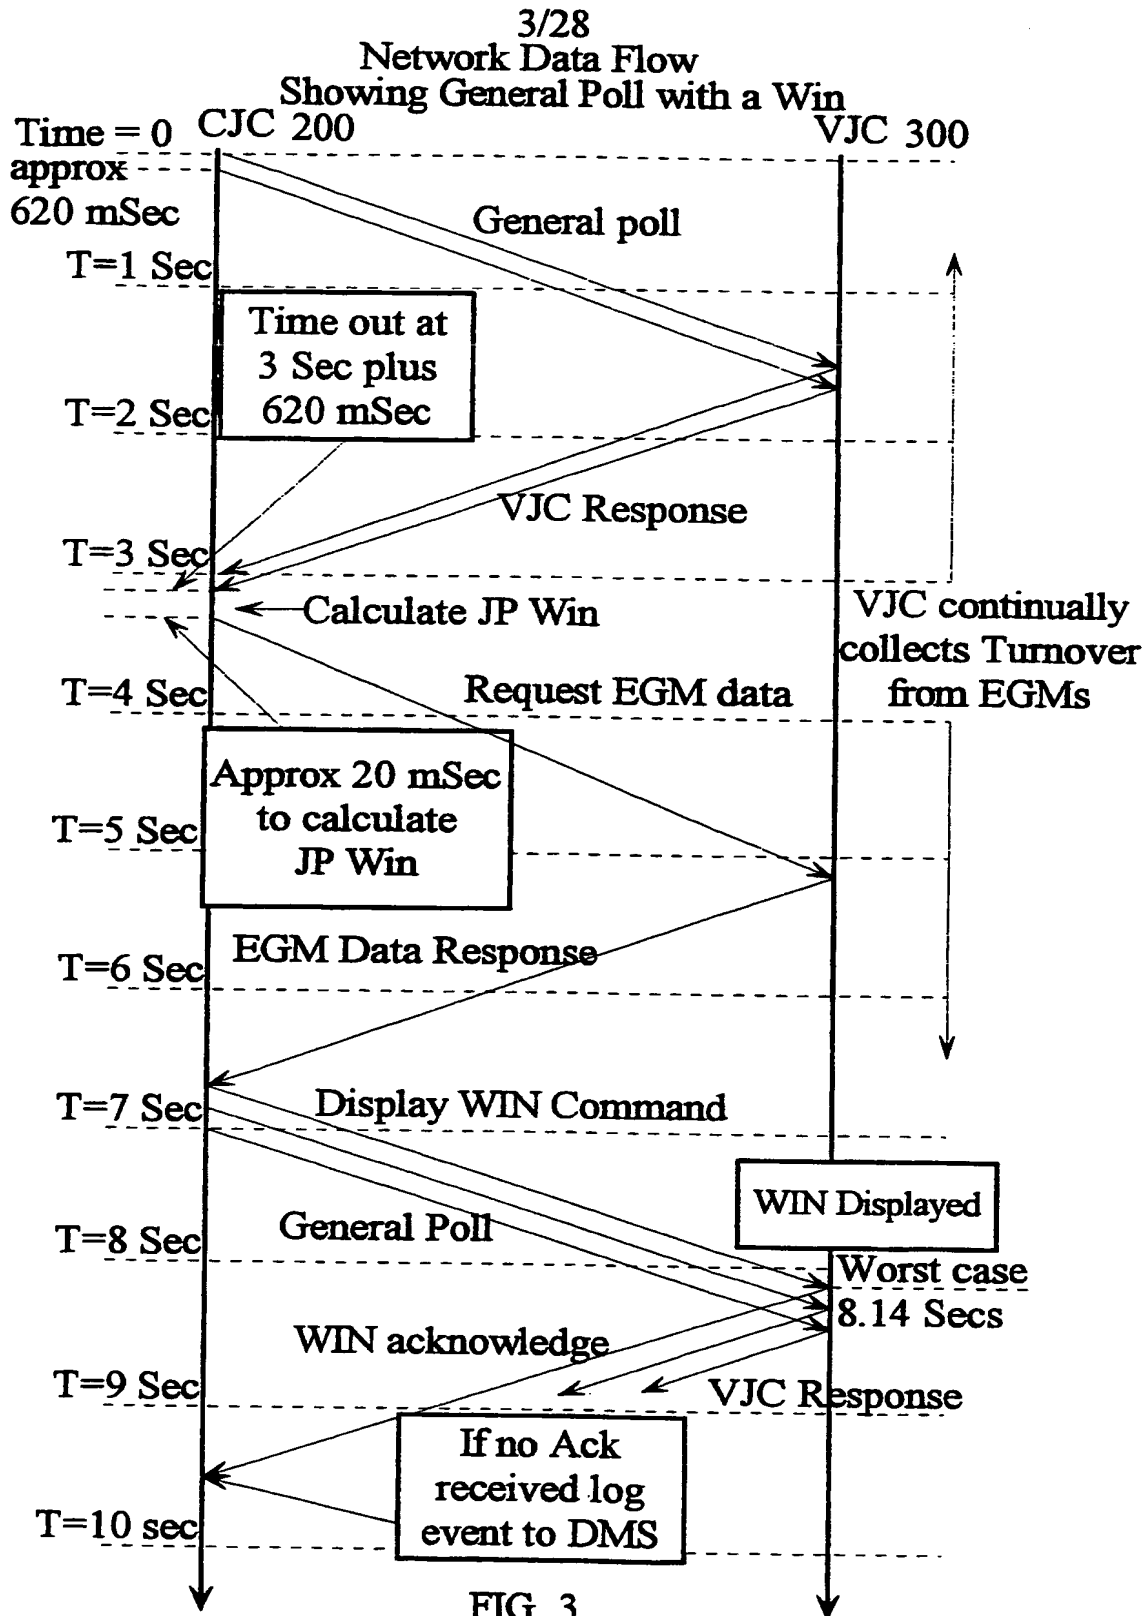 3/28
Network Data Flow
Showing General Poll with a Win
Time = 0
CJC 200
VJC 300
approx
620 mSec
General poll
T=1 Sec
Time out at
3 Sec plus
620 mSec
T=2 Sec
VJC Response
T=3 Sec
Calculate JP Win
VJC continually
collects Turnover
from EGMs
T=4 Sec
Request EGM data
Approx 20 mSec
to calculate
JP Win
T=5 Sec
EGM Data Response
T=6 Sec
T=7 Sec
Display WIN Command
WIN Displayed
General Poll
T=8 Sec
Worst case
8.14 Secs
WIN acknowledge
T=9 Sec
VJC Response
If no Ack
received log
event to DMS
T=10 sec
FIG. 3